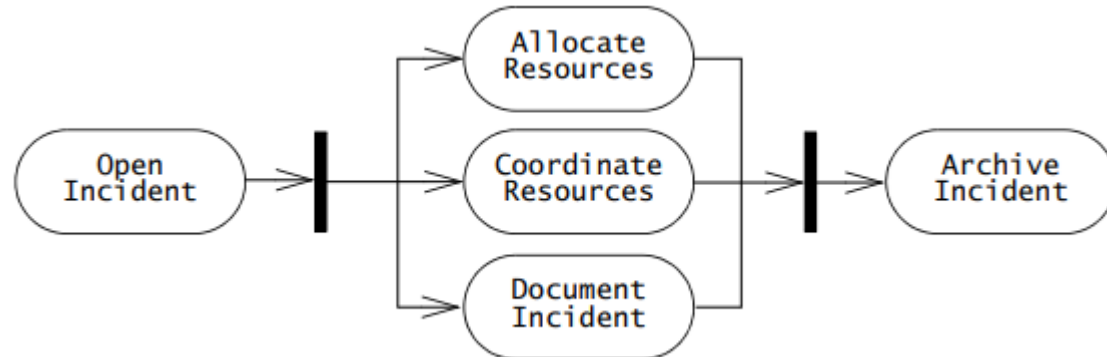 Allocate
Resources
Open
Incident
Coordinate
Resources
Archive
Incident
Document
Incident